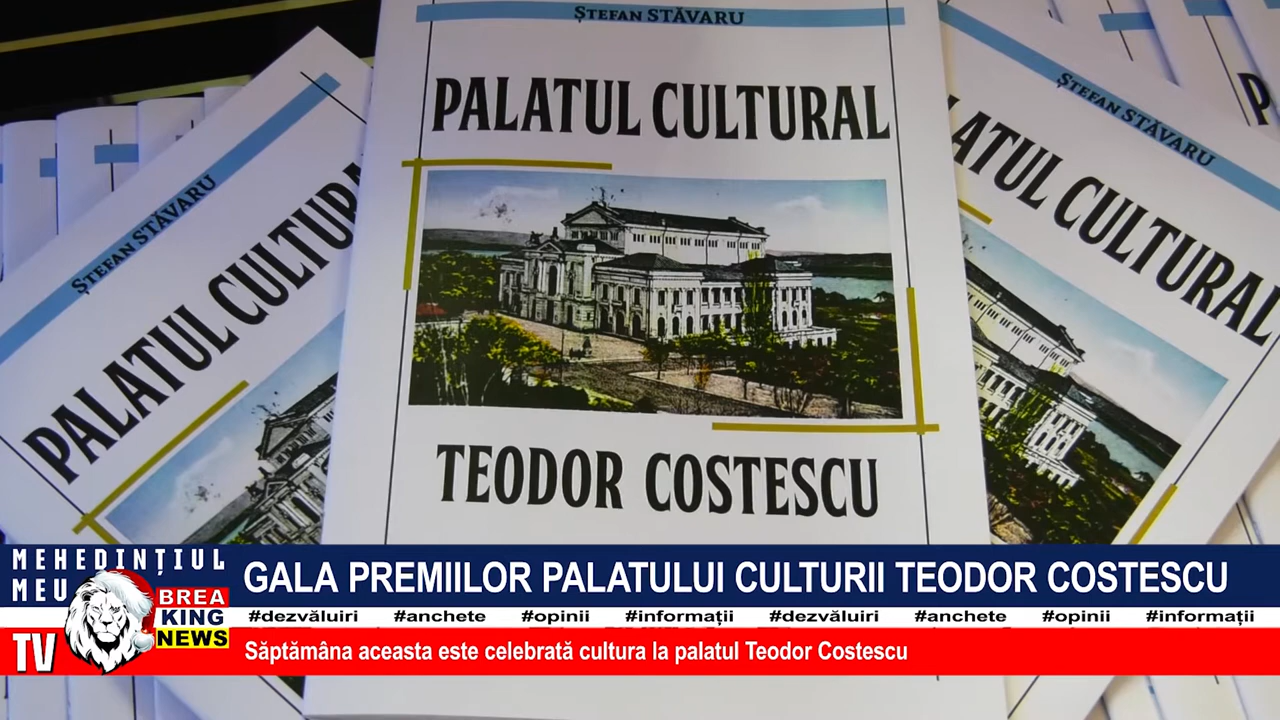 ȘTEFAN STĂVARU
PALATUL CULTURAL
TEODOR COSTESCU
ȘTEFAN STĂVARU
PALATUL CULTURA
ȘTEFAN STĂVARU
ATUL CULTURAL
MEHEDINȚIUL
MEU
BREA
KING
NEWS
TV
GALA PREMIILOR PALATULUI CULTURII TEODOR COSTESCU
#dezvăluiri #anchete #opinii #informații #dezvăluiri #anchete #opinii #informații
Săptămâna aceasta este celebrată cultura la palatul Teodor Costescu